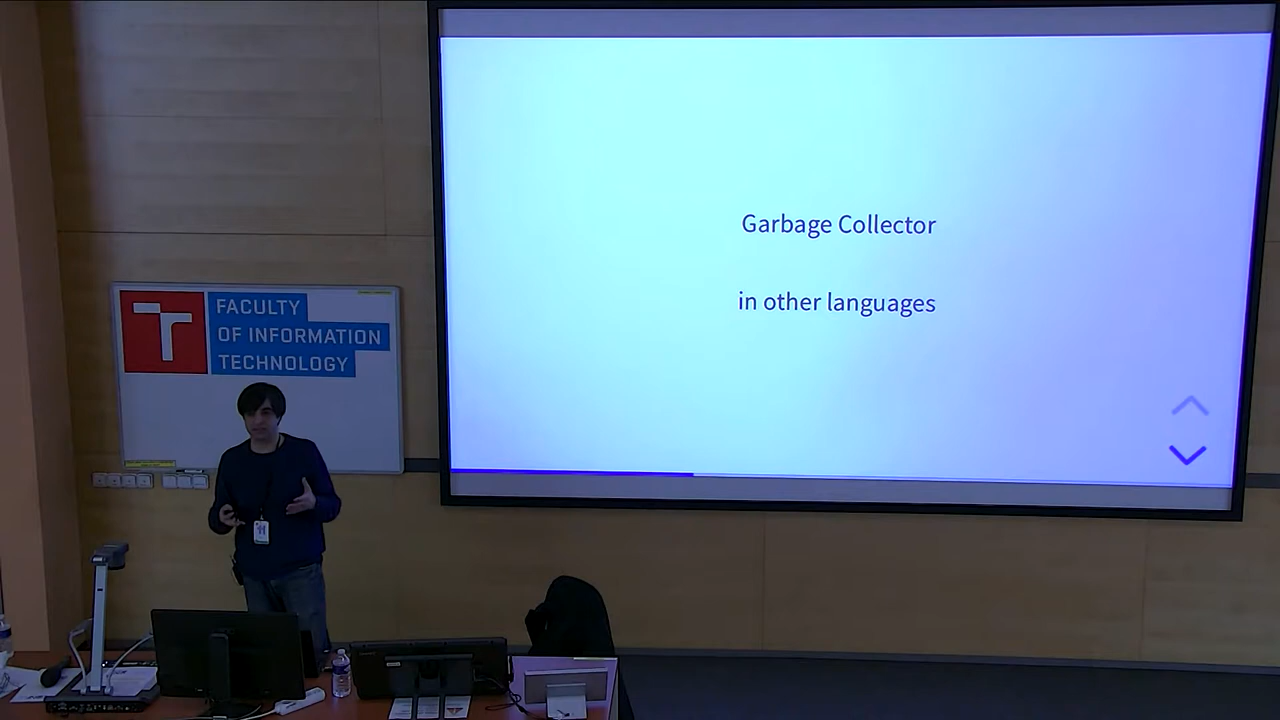 Garbage Collector
in other languages
FACULTY
OF INFORMATION
TECHNOLOGY